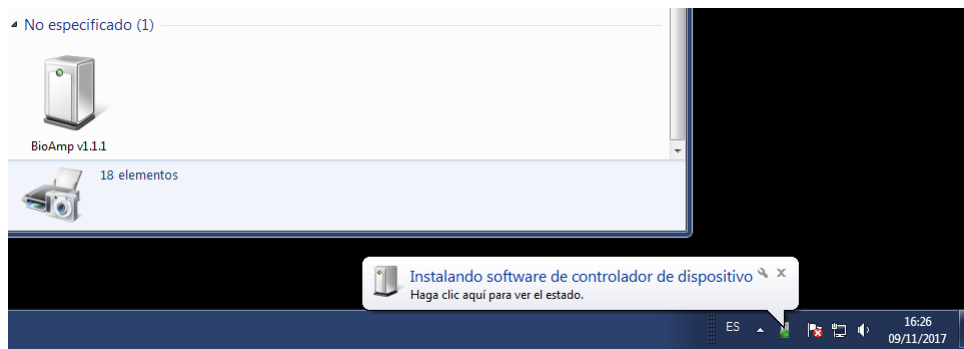 No especificado (1)
BioAmp v1.1.1
18 elementos
Instalando software de controlador de dispositivo
Haga clic aquí para ver el estado.
ES
16:26
09/11/2017